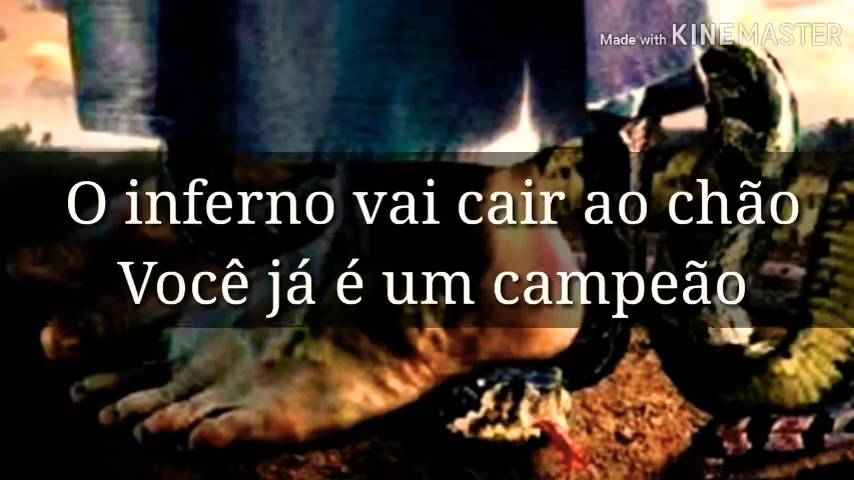 Made with KINEMASTER
O inferno vai cair ao chão
Você já é um campeão